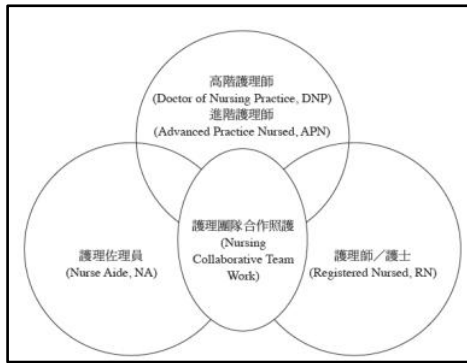 高階護理師
(Doctor of Nursing Practice, DNP)
進階護理師
(Advanced Practice Nursed, APN)
護理團隊合作照護
(Nursing
Collaborative Team
Work)
護理佐理員
(Nurse Aide, NA)
護理師／護士
(Registered Nursed, RN)